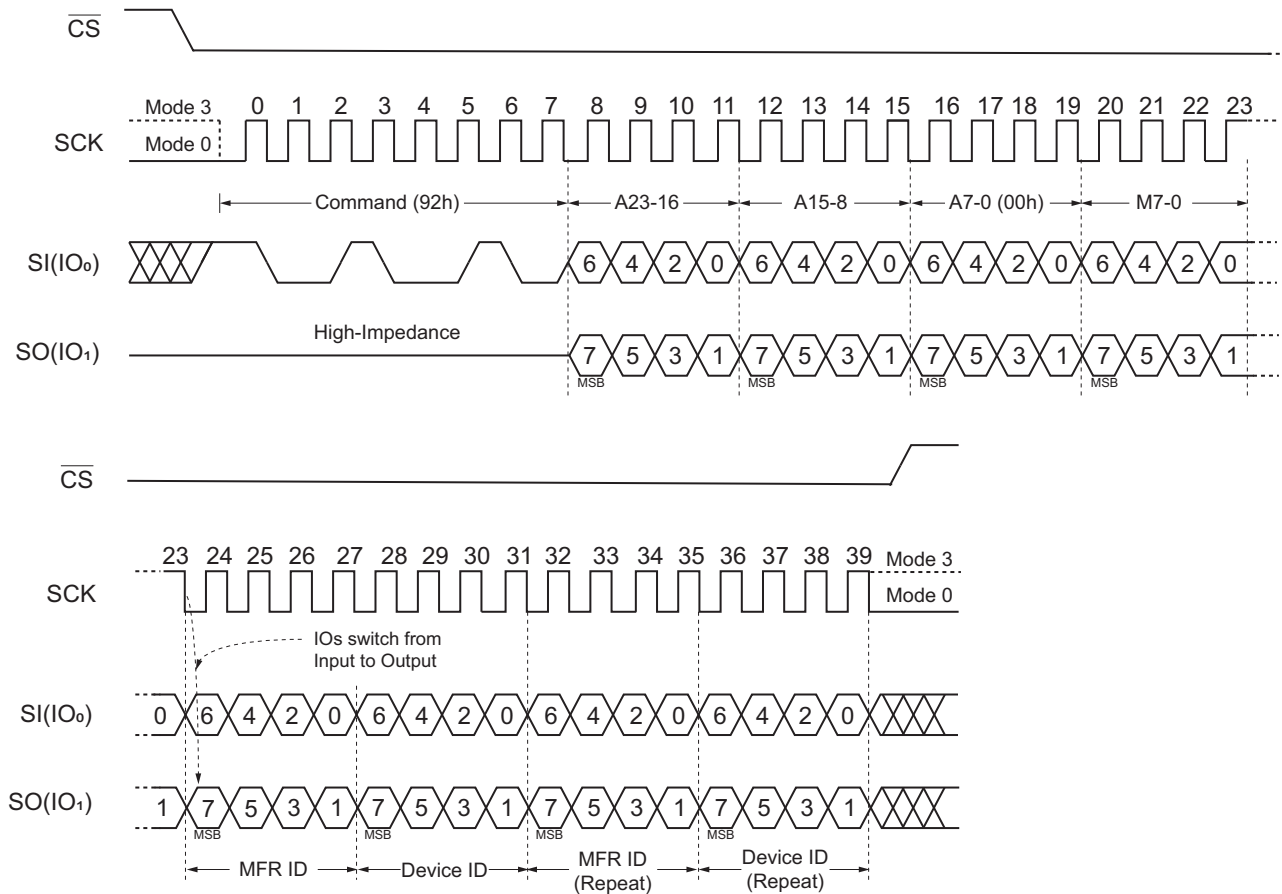 CS
Mode 3 0 1 2 3 4 5 6 7 8 9 10 11 12 13 14 15 16 17 18 19 20 21 22 23
SCK
Mode 0
Command (92h) A23-16 A15-8 A7-0 (00h) M7-0
SI(IO₀) 6 4 2 0 6 4 2 0 6 4 2 0 6 4 2 0
High-Impedance
SO(IO₁) 7 5 3 1 7 5 3 1 7 5 3 1 7 5 3 1
MSB MSB MSB MSB
CS
23 24 25 26 27 28 29 30 31 32 33 34 35 36 37 38 39 Mode 3
SCK
Mode 0
IOs switch from
Input to Output
SI(IO₀) 0 6 4 2 0 6 4 2 0 6 4 2 0 6 4 2 0
SO(IO₁) 1 7 5 3 1 7 5 3 1 7 5 3 1 7 5 3 1
MSB MSB MSB MSB
MFR ID Device ID MFR ID Device ID
(Repeat) (Repeat)